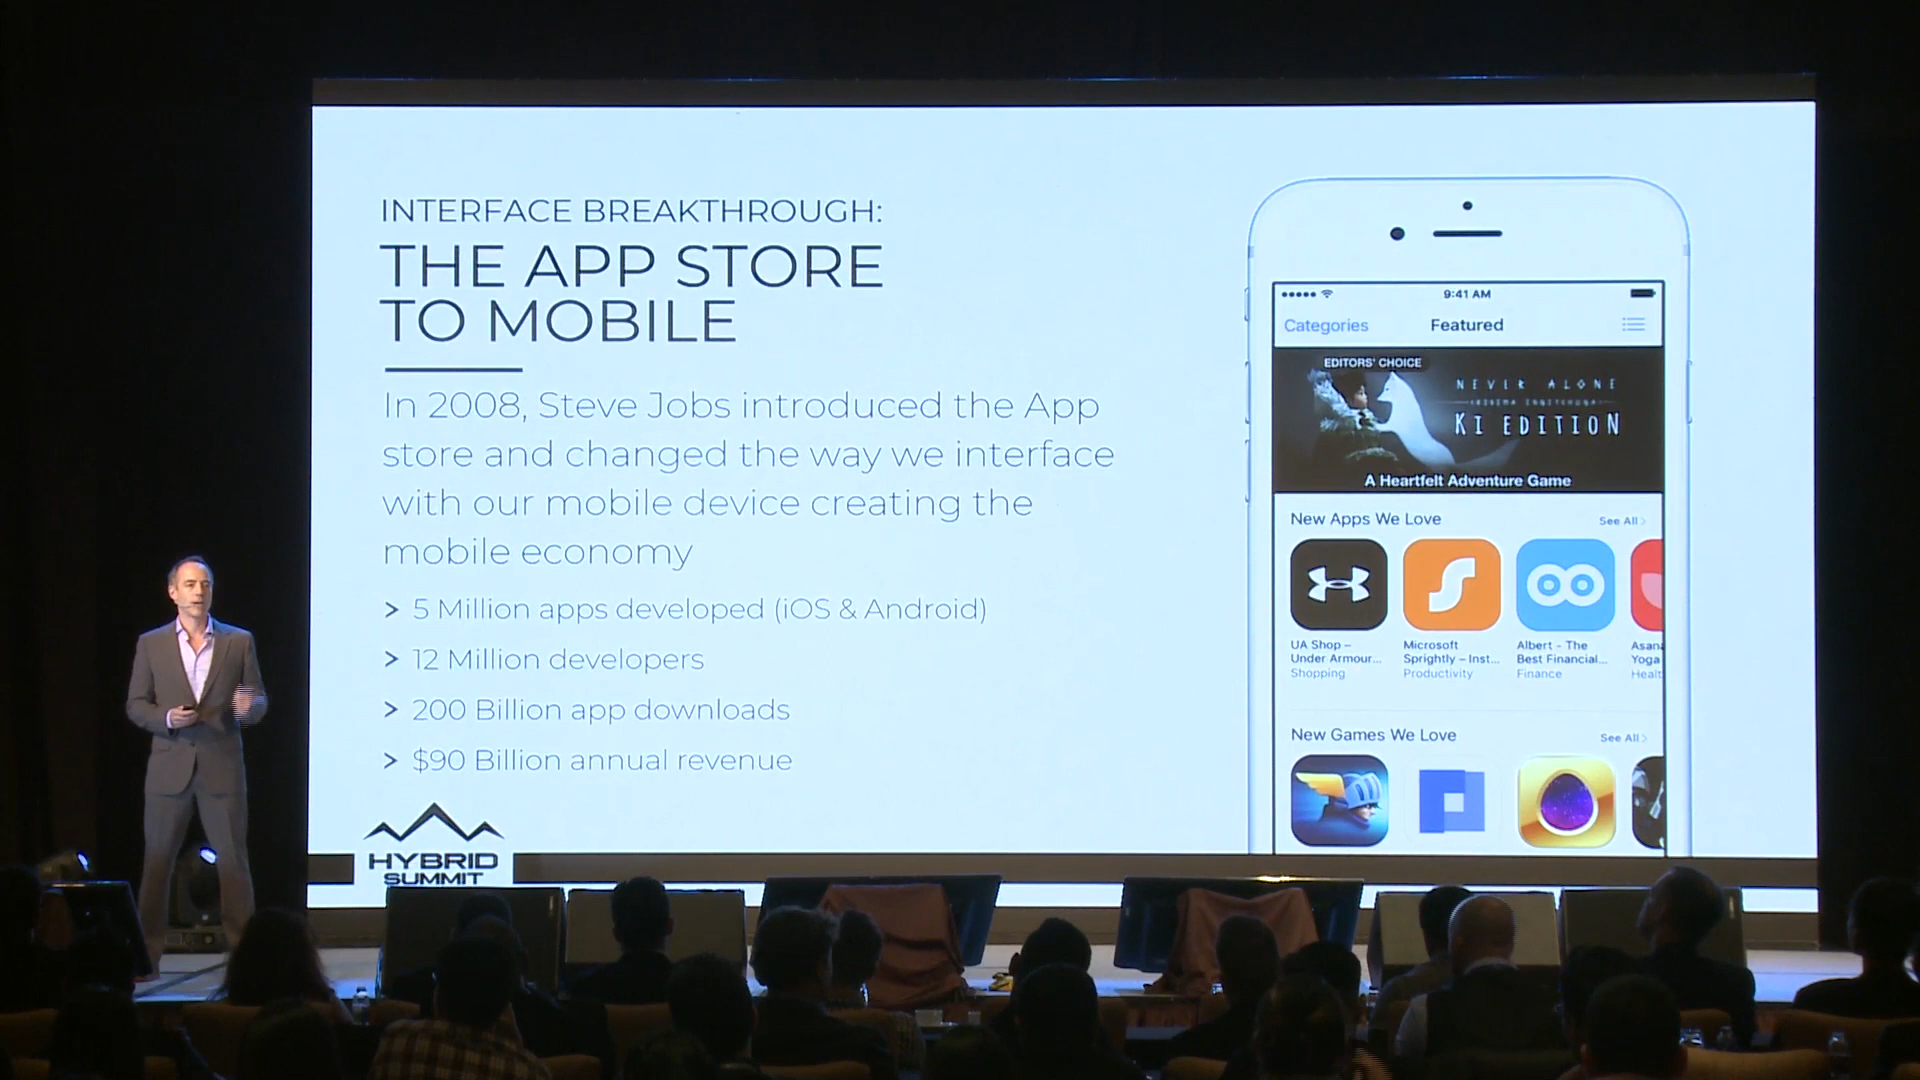 INTERFACE BREAKTHROUGH:
THE APP STORE
TO MOBILE
In 2008, Steve Jobs introduced the App
store and changed the way we interface
with our mobile device creating the
mobile economy
> 5 Million apps developed (iOS & Android)
> 12 Million developers
> 200 Billion app downloads
> $90 Billion annual revenue
HYBRID
SUMMIT
9:41 AM
Categories Featured
EDITORS' CHOICE
NEVER ALONE
KI EDITION
A Heartfelt Adventure Game
New Apps We Love See All >
UA Shop – Microsoft Albert - The Asana
Under Armour... Sprightly – Inst... Best Financial... Yoga
Shopping Productivity Finance Healt
New Games We Love See All >